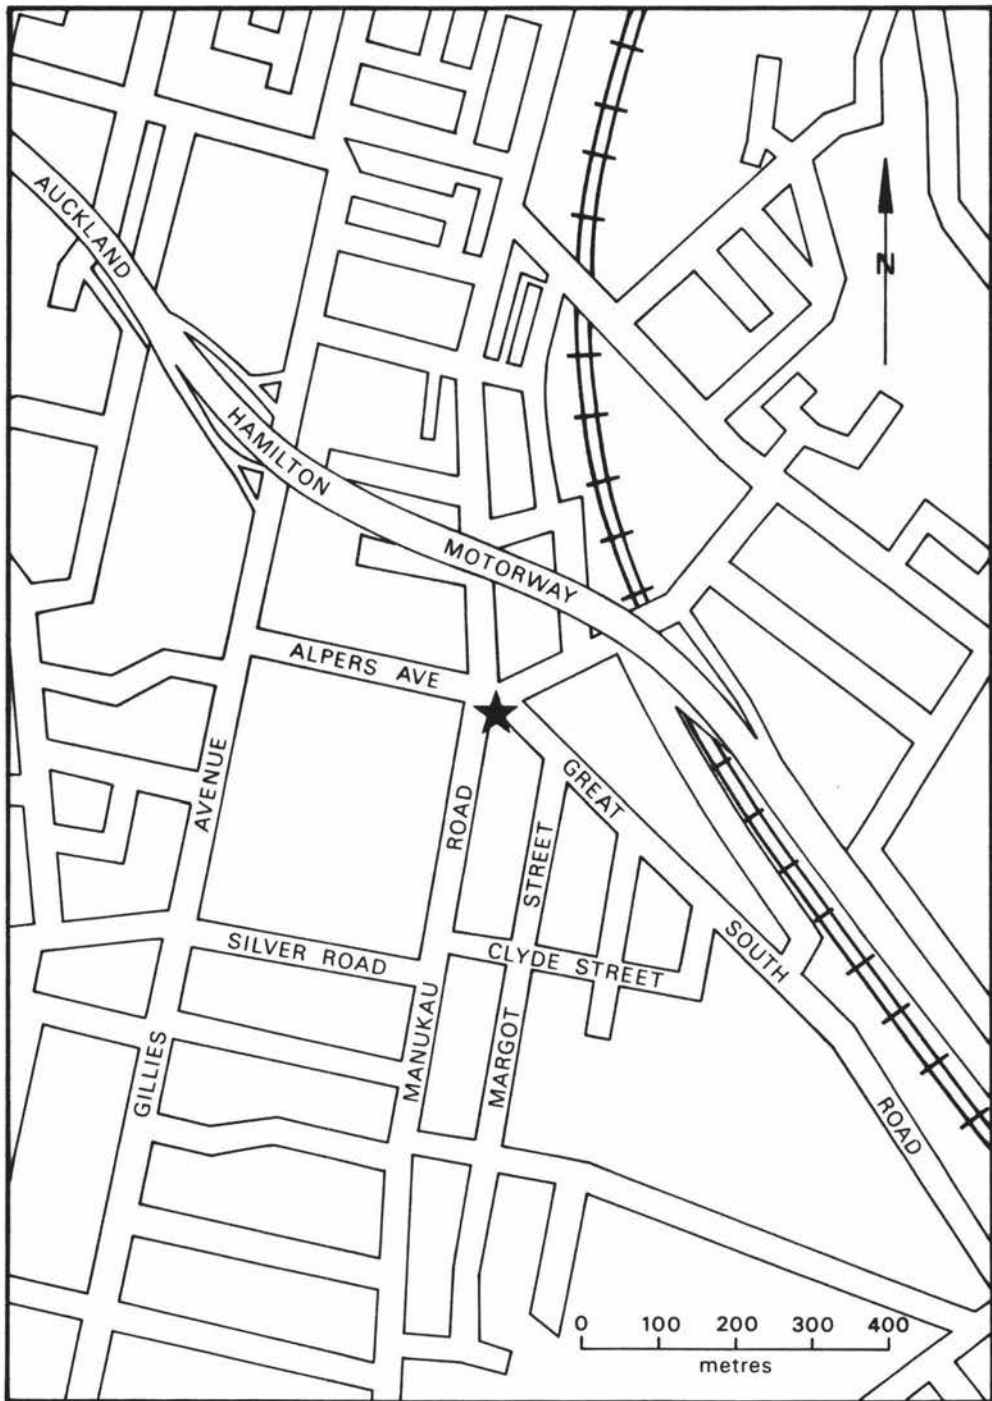 AUCKLAND
N
HAMILTON
MOTORWAY
ALPERS AVE
GREAT
AVENUE
ROAD
STREET
SILVER ROAD
CLYDE STREET
SOUTH
GILLIES
MANUKAU
MARGOT
ROAD
0 100 200 300 400
metres